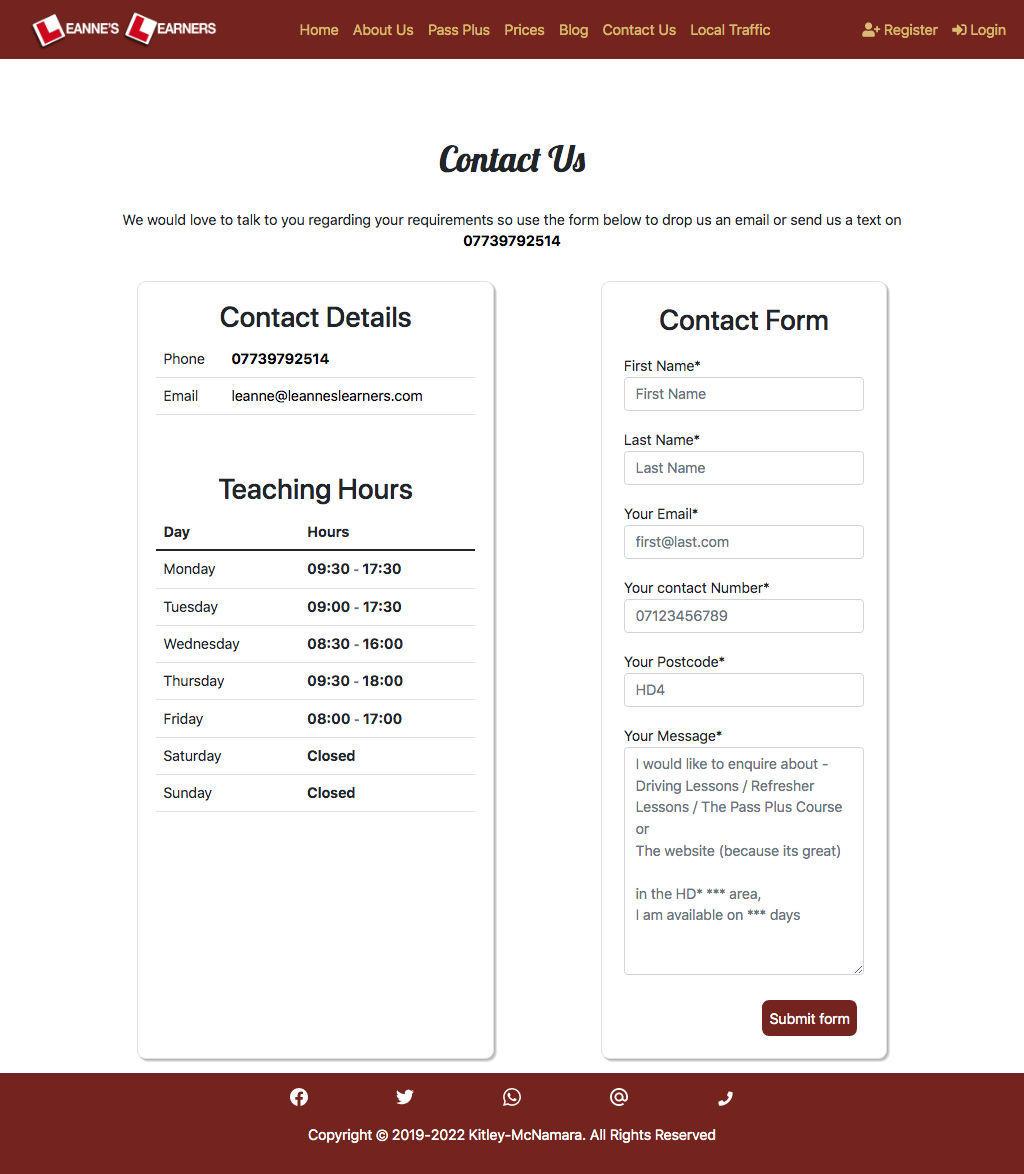 LEANNE'S LEARNERS
Home About Us Pass Plus Prices Blog Contact Us Local Traffic Register Login
Contact Us
We would love to talk to you regarding your requirements so use the form below to drop us an email or send us a text on
07739792514
Contact Details
Phone 07739792514
Email leanne@leanneslearners.com
Teaching Hours
Day Hours
Monday 09:30 - 17:30
Tuesday 09:00 - 17:30
Wednesday 08:30 - 16:00
Thursday 09:30 - 18:00
Friday 08:00 - 17:00
Saturday Closed
Sunday Closed
Contact Form
First Name*
First Name
Last Name*
Last Name
Your Email*
first@last.com
Your contact Number*
07123456789
Your Postcode*
HD4
Your Message*
I would like to enquire about -
Driving Lessons / Refresher
Lessons / The Pass Plus Course
or
The website (because its great)
in the HD* *** area,
I am available on *** days
Submit form
Copyright © 2019-2022 Kitley-McNamara. All Rights Reserved